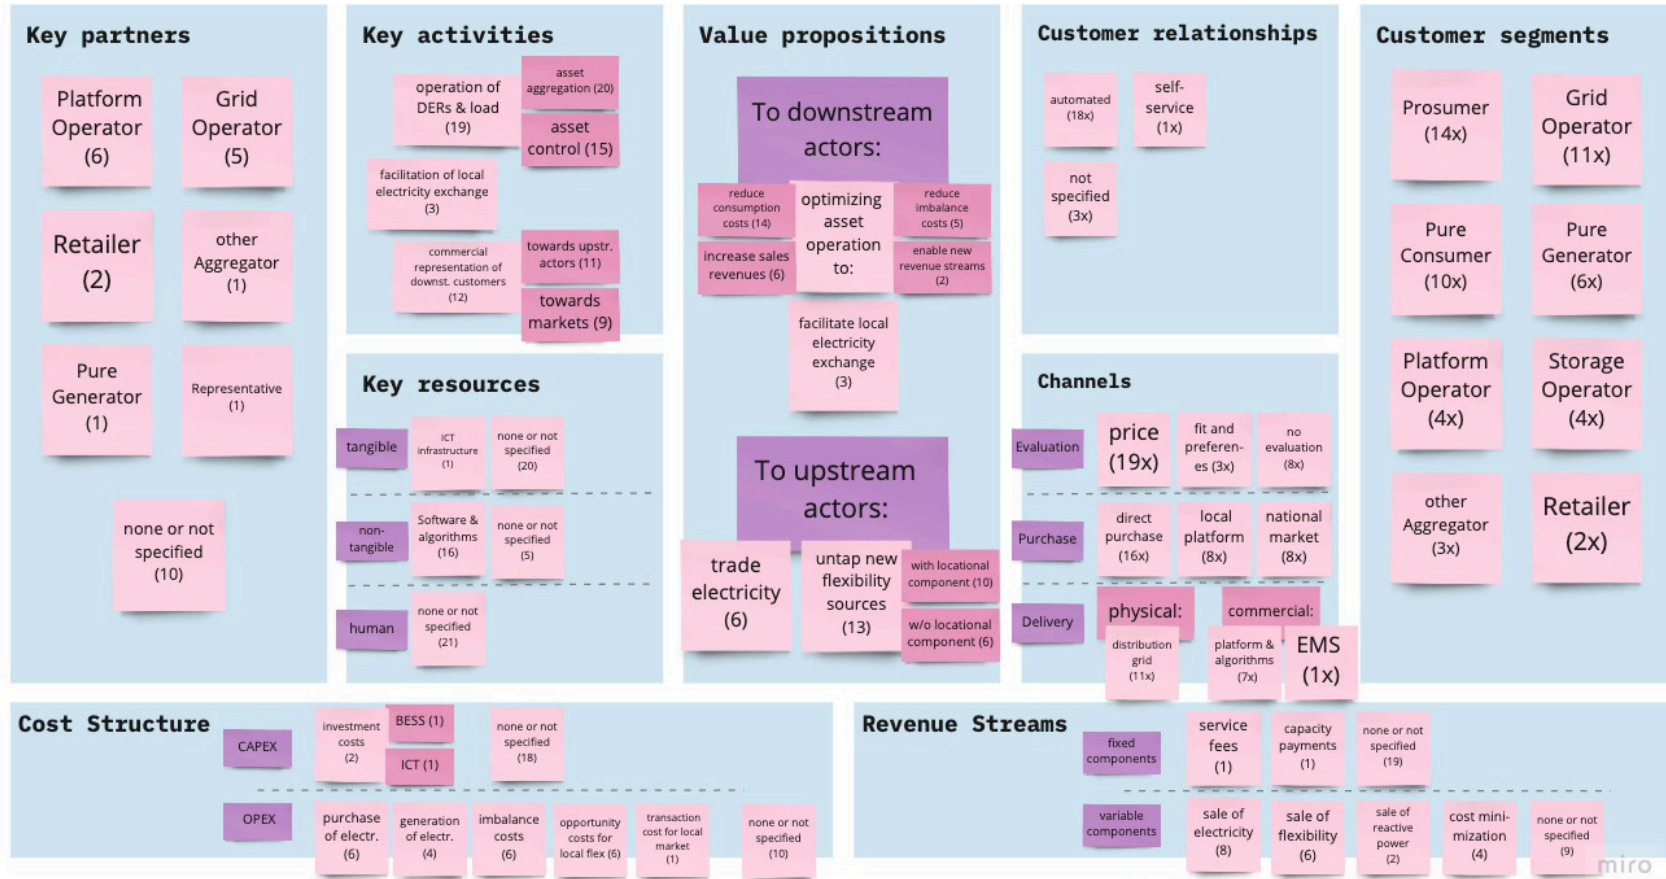 Key partners
Platform
Operator
(6)
Grid
Operator
(5)
Retailer
(2)
other
Aggregator
(1)
Pure
Generator
(1)
Representative
(1)
none or not
specified
(10)
Key activities
operation of
DERs & load
(19)
asset
aggregation (20)
asset
control (15)
facilitation of local
electricity exchange
(3)
commercial
representation of
downst. customers
(12)
towards upstr.
actors (11)
towards
markets (9)
Key resources
tangible
ICT
infrastructure
(1)
none or not
specified
(20)
non-
tangible
Software &
algorithms
(16)
none or not
specified
(5)
human
none or not
specified
(21)
Value propositions
To downstream
actors:
reduce
consumption
costs (14)
increase sales
revenues (6)
optimizing
asset
operation
to:
reduce
imbalance
costs (5)
enable new
revenue streams
(2)
facilitate local
electricity
exchange
(3)
To upstream
actors:
trade
electricity
(6)
untap new
flexibility
sources
(13)
with locational
component (10)
w/o locational
component (6)
Customer relationships
automated
(18x)
self-
service
(1x)
not
specified
(3x)
Channels
Evaluation
price
(19x)
fit and
preferen-
es (3x)
no
evaluation
(8x)
Purchase
direct
purchase
(16x)
local
platform
(8x)
national
market
(8x)
Delivery
physical:
distribution
grid
(11x)
commercial:
platform &
algorithms
(7x)
EMS
(1x)
Customer segments
Prosumer
(14x)
Grid
Operator
(11x)
Pure
Consumer
(10x)
Pure
Generator
(6x)
Platform
Operator
(4x)
Storage
Operator
(4x)
other
Aggregator
(3x)
Retailer
(2x)
Cost Structure
CAPEX
investment
costs
(2)
BESS (1)
ICT (1)
none or not
specified
(18)
OPEX
purchase
of electr.
(6)
generation
of electr.
(4)
imbalance
costs
(6)
opportunity
costs for
local flex (6)
transaction
cost for local
market
(1)
none or not
specified
(10)
Revenue Streams
fixed
components
service
fees
(1)
capacity
payments
(1)
none or not
specified
(19)
variable
components
sale of
electricity
(8)
sale of
flexibility
(6)
sale of
reactive
power
(2)
cost mini-
mization
(4)
none or not
specified
(9)
miro